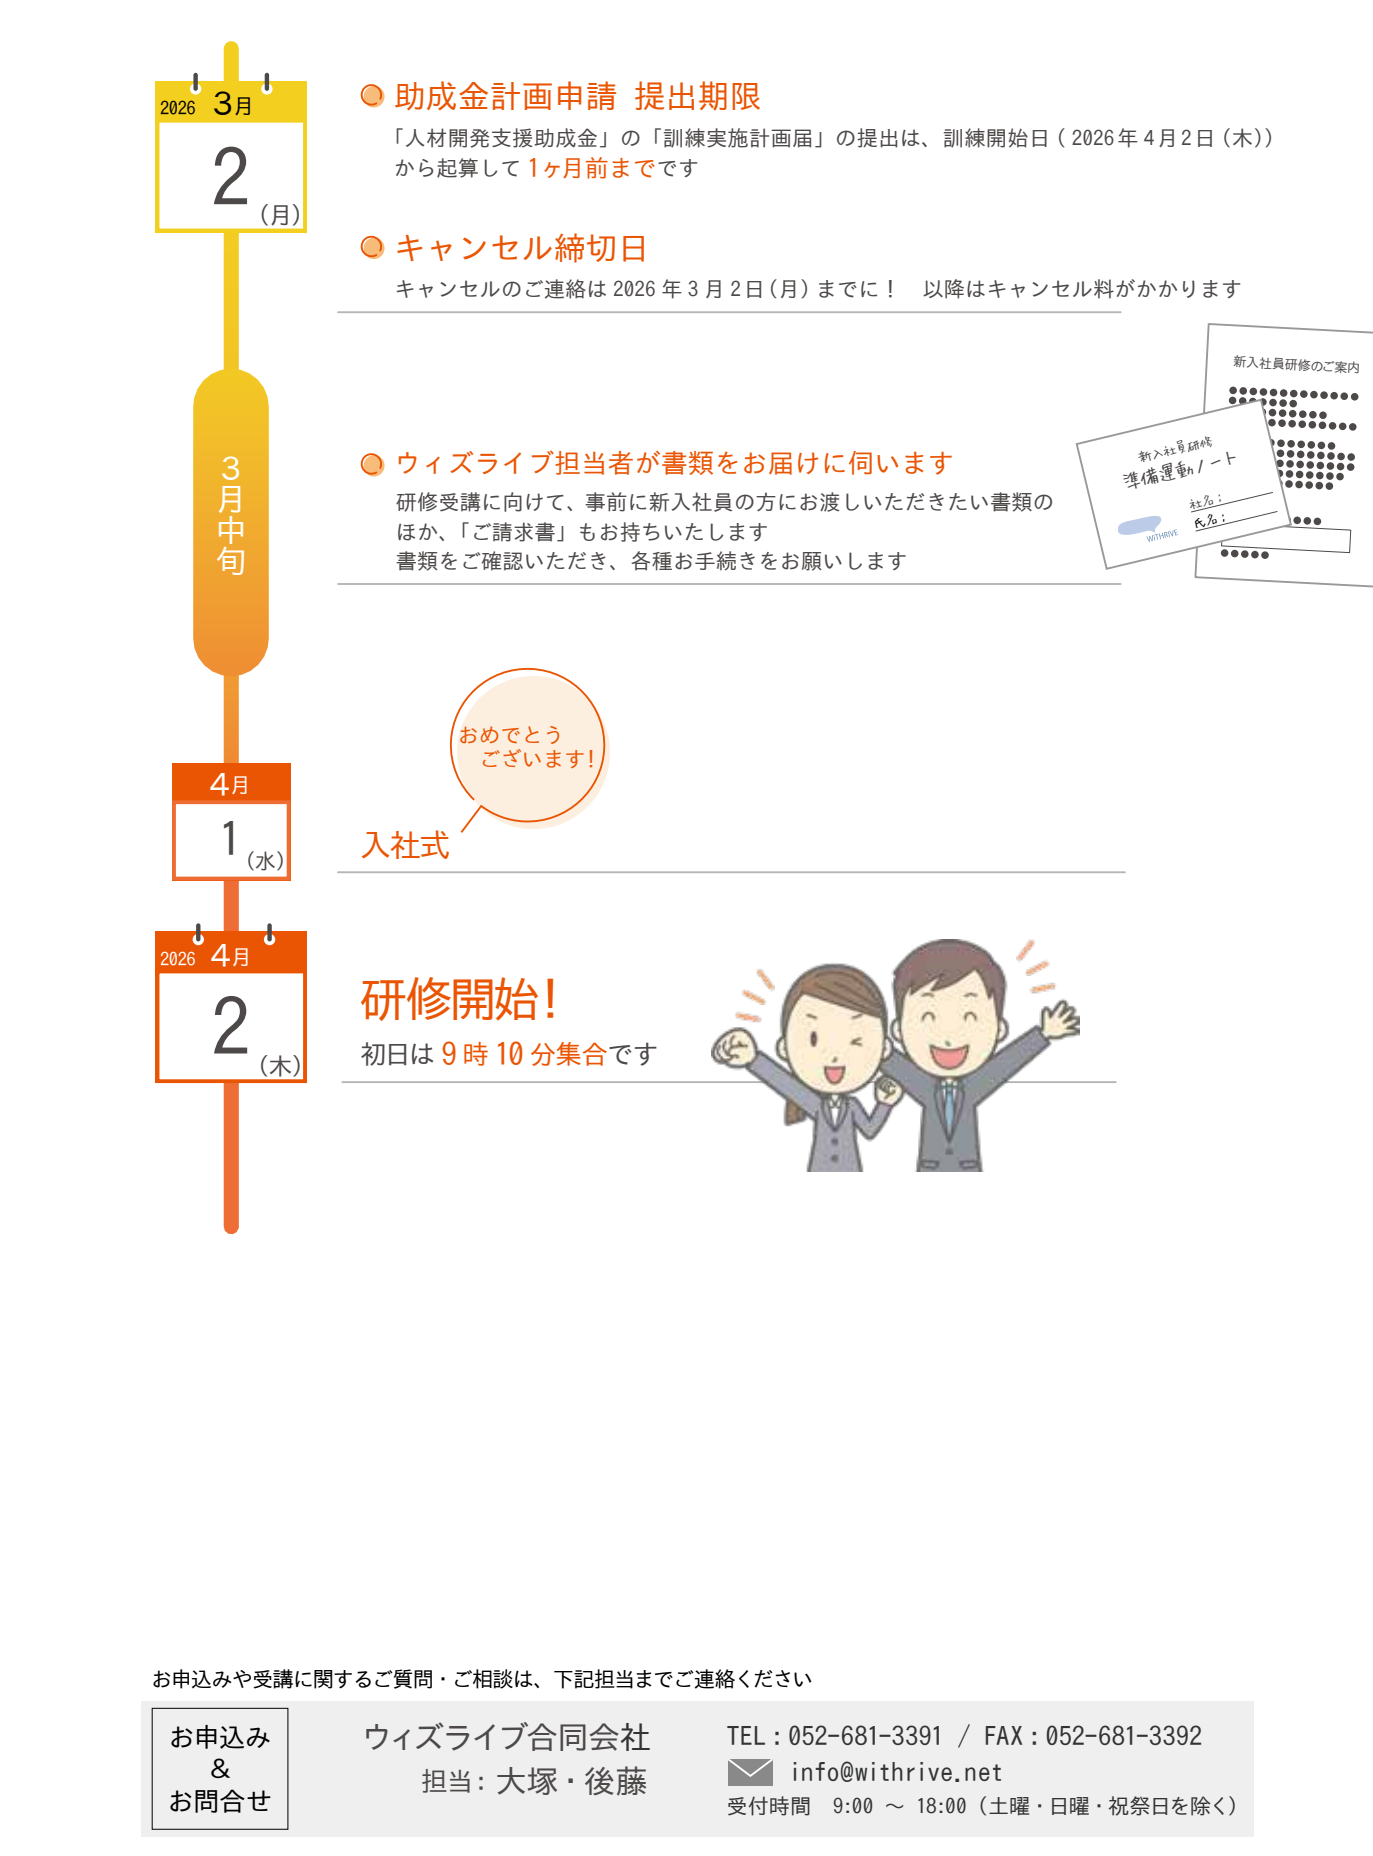 2026 3月
2
(月)
助成金計画申請 提出期限
「人材開発支援助成金」の「訓練実施計画届」の提出は、訓練開始日(2026年4月2日(木))
から起算して1ヶ月前までです
キャンセル締切日
キャンセルのご連絡は2026年3月2日(月)までに! 以降はキャンセル料がかかります
3月中旬
ウィズライブ担当者が書類をお届けに伺います
研修受講に向けて、事前に新入社員の方にお渡しいただきたい書類の
ほか、「ご請求書」もお持ちいたします
書類をご確認いただき、各種お手続きをお願いします
新入社員研修のご案内
●●●●●●●●●●●●●
新入社員研修
準備運動ノート
社名:
氏名:
WITHRIVE
●●●●●
おめでとう
ございます!
4月
1
(水)
入社式
2026 4月
2
(木)
研修開始!
初日は9時10分集合です
お申込みや受講に関するご質問・ご相談は、下記担当までご連絡ください
お申込み
&
お問合せ
ウィズライブ合同会社
担当:大塚・後藤
TEL:052-681-3391 / FAX:052-681-3392
info@withrive.net
受付時間 9:00 〜 18:00(土曜・日曜・祝祭日を除く)